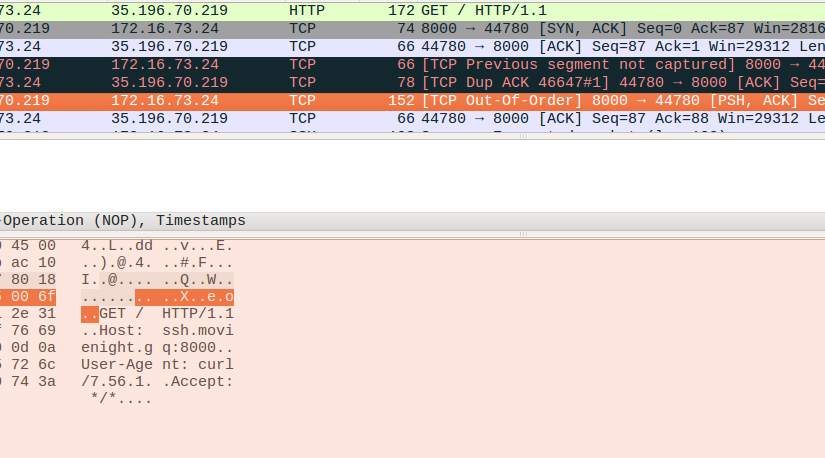 73.24 35.196.70.219 HTTP 172 GET / HTTP/1.1
70.219 172.16.73.24 TCP 74 8000 → 44780 [SYN, ACK] Seq=0 Ack=87 Win=2816
73.24 35.196.70.219 TCP 66 44780 → 8000 [ACK] Seq=87 Ack=1 Win=29312 Len
70.219 172.16.73.24 TCP 66 [TCP Previous segment not captured] 8000 → 44
73.24 35.196.70.219 TCP 78 [TCP Dup ACK 46647#1] 44780 → 8000 [ACK] Seq=
70.219 172.16.73.24 TCP 152 [TCP Out-Of-Order] 8000 → 44780 [PSH, ACK] Se
73.24 35.196.70.219 TCP 66 44780 → 8000 [ACK] Seq=87 Ack=88 Win=29312 Le
-Operation (NOP), Timestamps
45 00 4..L..dd ..v...E.
ac 10 ..).@.4. ..#.F...
80 18 I..@.... ..Q..W..
00 6f ........ ..X..e.o
2e 31 ..GET / HTTP/1.1
76 69 ..Host: ssh.movi
0d 0a enight.g q:8000..
72 6c User-Age nt: curl
74 3a /7.56.1. .Accept:
*/*....